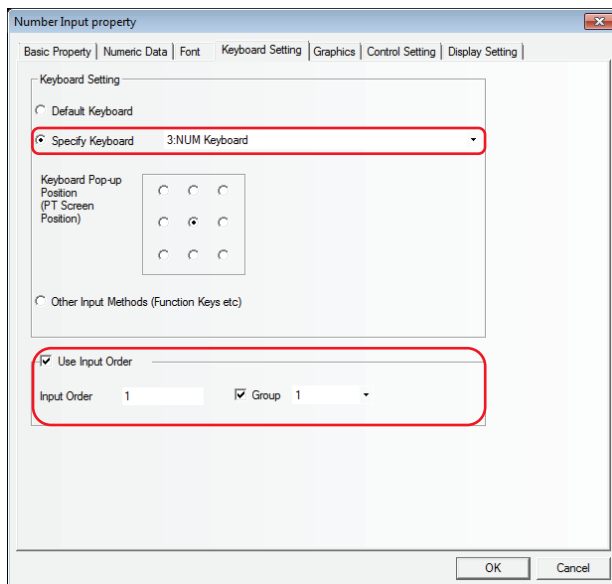 Number Input property
Basic Property Numeric Data Font Keyboard Setting Graphics Control Setting Display Setting
Keyboard Setting
Default Keyboard
Specify Keyboard 3:NUM Keyboard
Keyboard Pop-up
Position
(PT Screen
Position)
Other Input Methods (Function Keys etc)
Use Input Order
Input Order 1 Group 1
OK Cancel